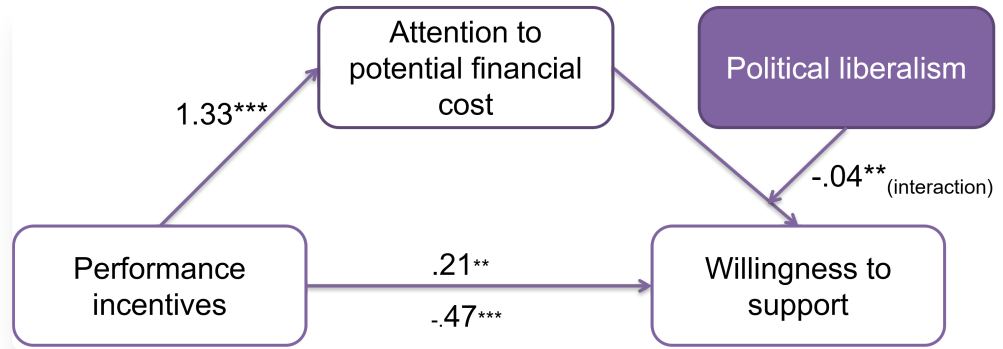 Attention to
potential financial
cost
Political liberalism
1.33***
-.04**(interaction)
Performance
incentives
.21**
-.47***
Willingness to
support